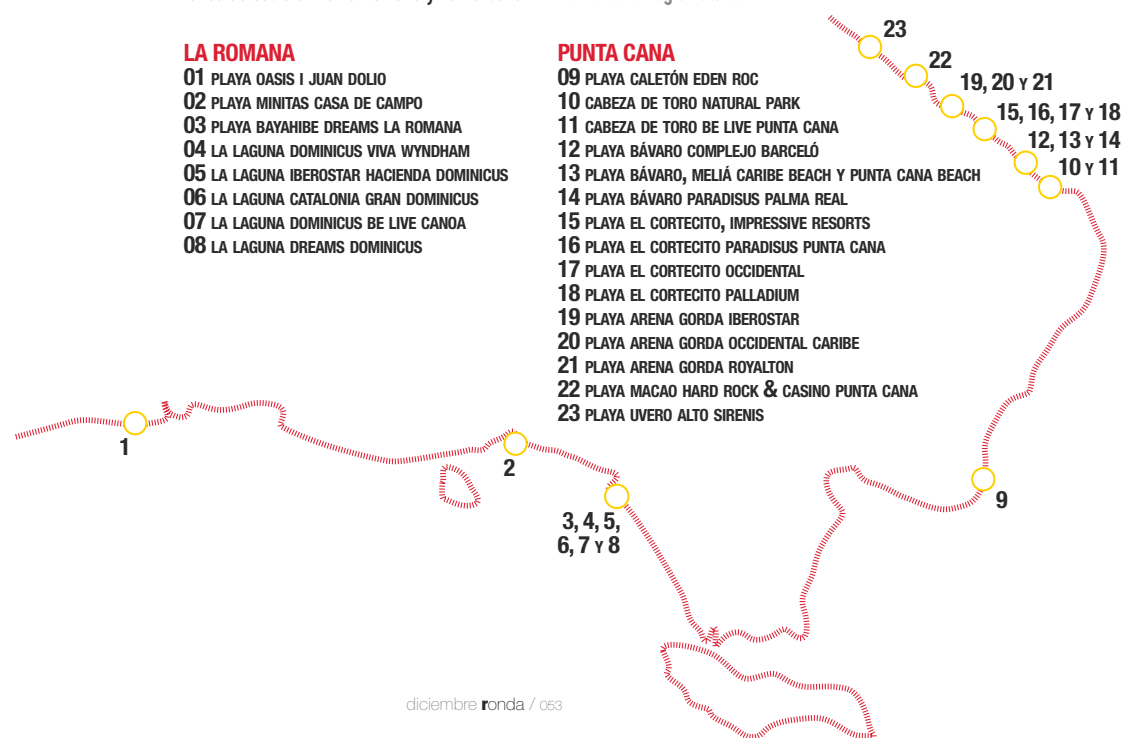 LA ROMANA
01 PLAYA OASIS I JUAN DOLIO
02 PLAYA MINITAS CASA DE CAMPO
03 PLAYA BAYAHIBE DREAMS LA ROMANA
04 LA LAGUNA DOMINICUS VIVA WYNDHAM
05 LA LAGUNA IBEROSTAR HACIENDA DOMINICUS
06 LA LAGUNA CATALONIA GRAN DOMINICUS
07 LA LAGUNA DOMINICUS BE LIVE CANOA
08 LA LAGUNA DREAMS DOMINICUS
PUNTA CANA
09 PLAYA CALETÓN EDEN ROC
10 CABEZA DE TORO NATURAL PARK
11 CABEZA DE TORO BE LIVE PUNTA CANA
12 PLAYA BÁVARO COMPLEJO BARCELÓ
13 PLAYA BÁVARO, MELIÁ CARIBE BEACH Y PUNTA CANA BEACH
14 PLAYA BÁVARO PARADISUS PALMA REAL
15 PLAYA EL CORTECITO, IMPRESSIVE RESORTS
16 PLAYA EL CORTECITO PARADISUS PUNTA CANA
17 PLAYA EL CORTECITO OCCIDENTAL
18 PLAYA EL CORTECITO PALLADIUM
19 PLAYA ARENA GORDA IBEROSTAR
20 PLAYA ARENA GORDA OCCIDENTAL CARIBE
21 PLAYA ARENA GORDA ROYALTON
22 PLAYA MACAO HARD ROCK & CASINO PUNTA CANA
23 PLAYA UVERO ALTO SIRENIS
23
22
19, 20 Y 21
15, 16, 17 Y 18
12, 13 Y 14
10 Y 11
1
2
3, 4, 5,
6, 7 Y 8
9
diciembre ronda / 053